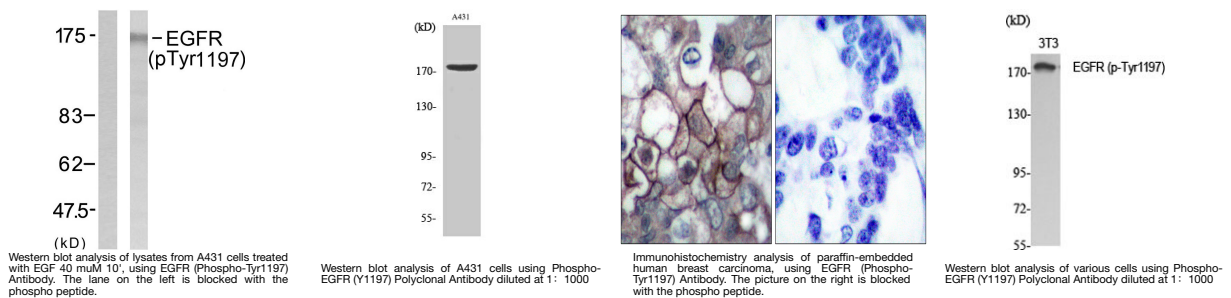 175-
-EGFR
(pTyr1197)
83-
62-
47.5-
(kD)
Western blot analysis of lysates from A431 cells treated
with EGF 40 muM 10', using EGFR (Phospho-Tyr1197)
Antibody. The lane on the left is blocked with the
phospho peptide.
(kD)
A431
170-
130-
95-
72-
55-
Western blot analysis of A431 cells using Phospho-
EGFR (Y1197) Polyclonal Antibody diluted at 1: 1000
Immunohistochemistry analysis of paraffin-embedded
human breast carcinoma, using EGFR (Phospho-
Tyr1197) Antibody. The picture on the right is blocked
with the phospho peptide.
(kD)
3T3
170-
EGFR (p-Tyr1197)
130-
95-
72-
55-
Western blot analysis of various cells using Phospho-
EGFR (Y1197) Polyclonal Antibody diluted at 1: 1000